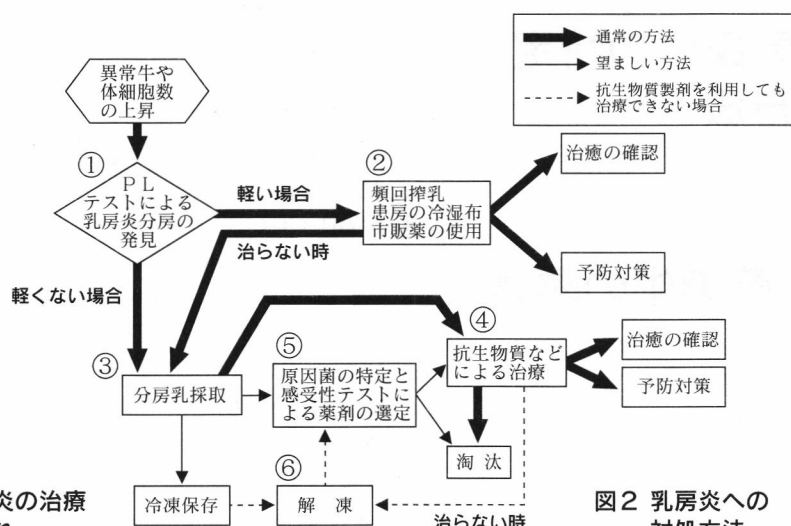 通常の方法
望ましい方法
抗生物質製剤を利用しても
治療できない場合
異常牛や
体細胞数
の上昇
①
PL
テストによる
乳房炎分房の
発見
軽い場合
②
頻回搾乳
患房の冷湿布
市販薬の使用
治癒の確認
予防対策
治らない時
軽くない場合
③
分房乳採取
⑤
原因菌の特定と
感受性テストに
よる薬剤の選定
④
抗生物質など
による治療
治癒の確認
予防対策
淘汰
⑥
冷凍保存
解凍
治らない時
炎の治療
図2 乳房炎への
対処方法